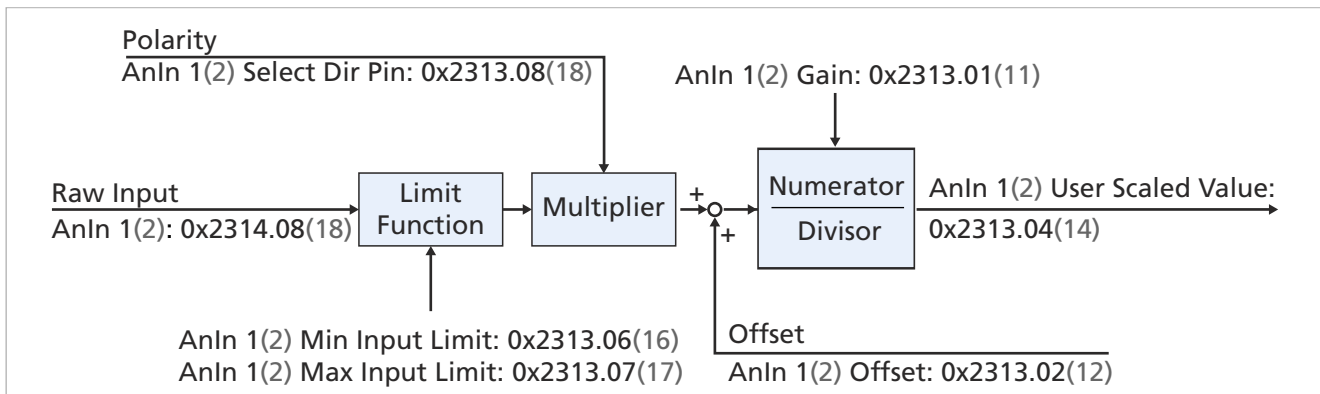 Polarity
AnIn 1(2) Select Dir Pin: 0x2313.08(18)
AnIn 1(2) Gain: 0x2313.01(11)
Raw Input
AnIn 1(2): 0x2314.08(18)
Limit
Function
Multiplier
+
+
Numerator
Divisor
AnIn 1(2) User Scaled Value:
0x2313.04(14)
AnIn 1(2) Min Input Limit: 0x2313.06(16)
AnIn 1(2) Max Input Limit: 0x2313.07(17)
Offset
AnIn 1(2) Offset: 0x2313.02(12)